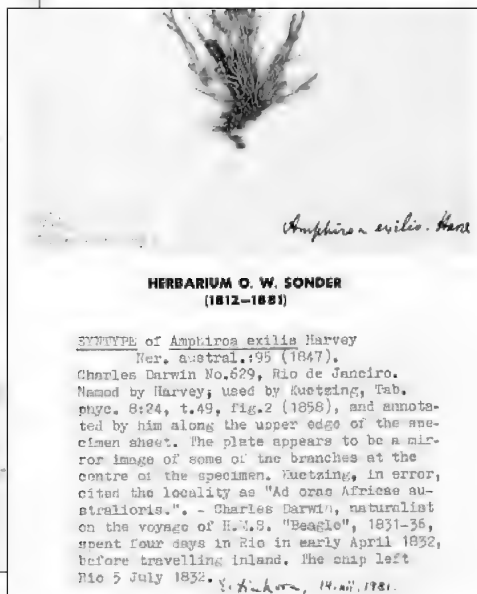 Amphiroa exilis. Harv
HERBARIUM O. W. SONDER
(1812–1881)
SYNTYPE of Amphiroa exilis Harvey
Ner. austral.:95 (1847).
Charles Darwin No.629, Rio de Janeiro.
Named by Harvey; used by Kuetzing, Tab.
phyc. 8:24, t.49, fig.2 (1858), and annota-
ted by him along the upper edge of the spe-
cimen sheet. The plate appears to be a mir-
ror image of some of the branches at the
centre of the specimen. Kuetzing, in error,
cited the locality as "Ad oras Africae au-
stralioris.". - Charles Darwin, naturalist
on the voyage of H.M.S. "Beagle", 1831-36,
spent four days in Rio in early April 1832,
before travelling inland. The ship left
Rio 5 July 1832. 1981.